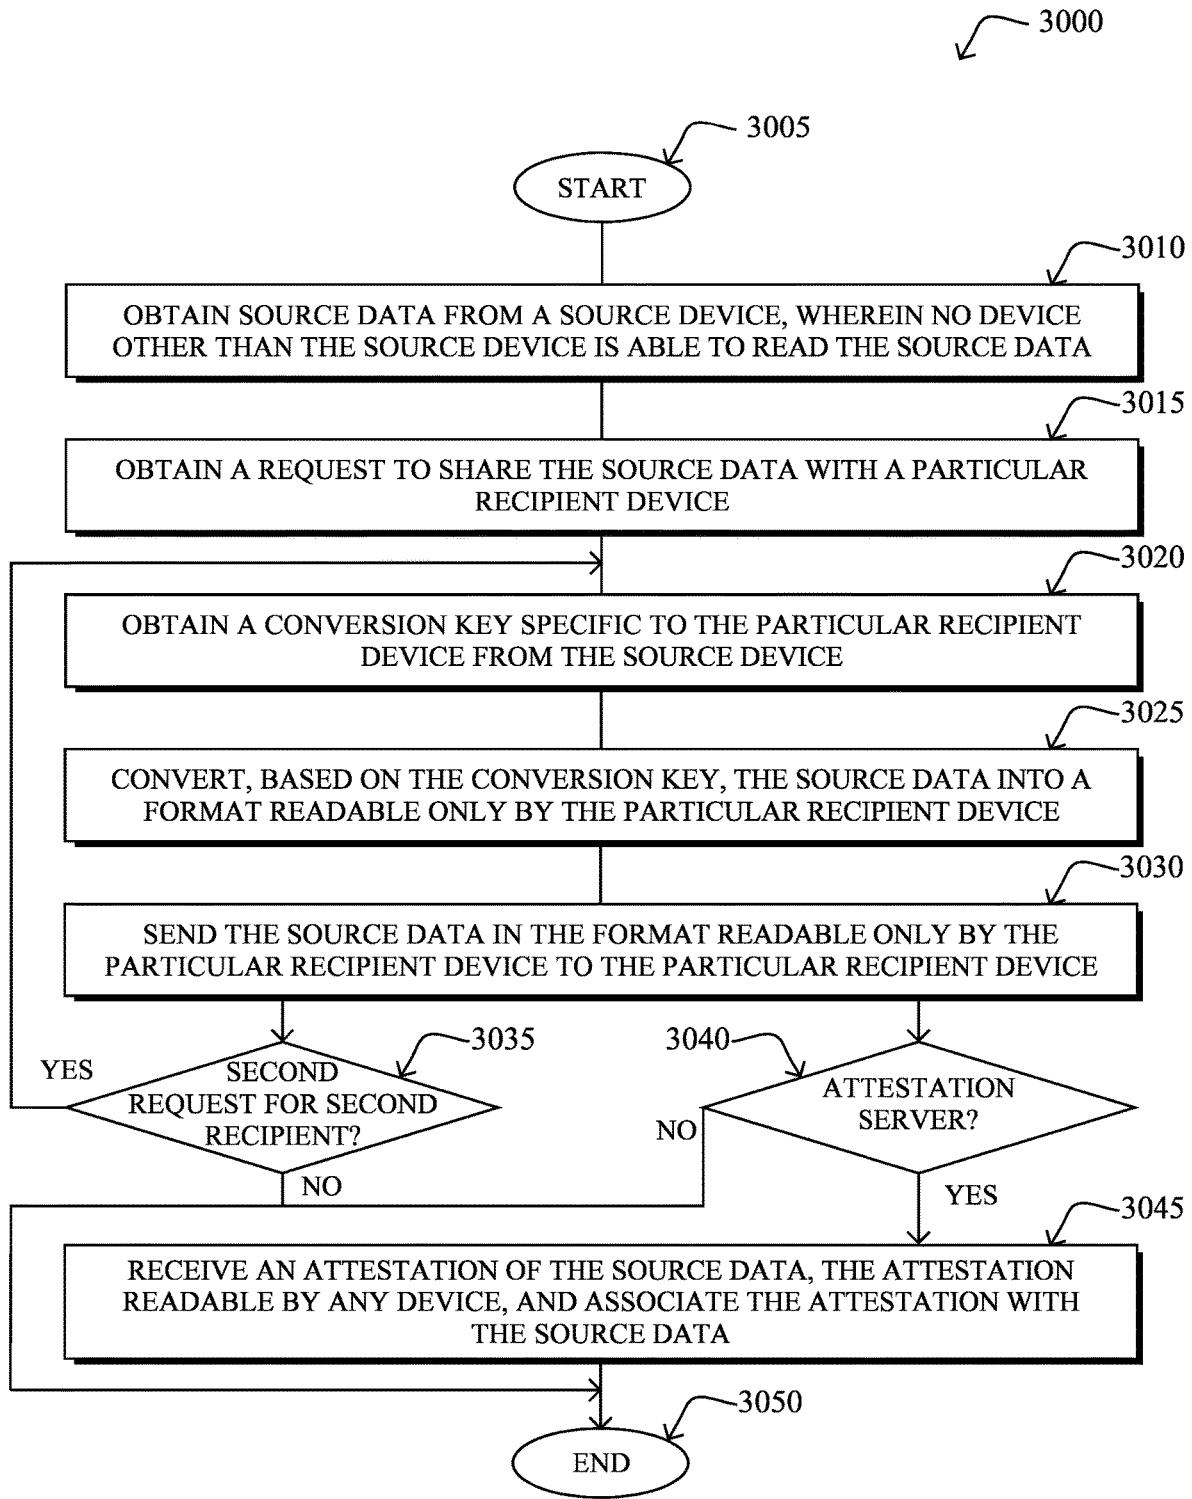 3000
3005
START
3010
OBTAIN SOURCE DATA FROM A SOURCE DEVICE, WHEREIN NO DEVICE
OTHER THAN THE SOURCE DEVICE IS ABLE TO READ THE SOURCE DATA
3015
OBTAIN A REQUEST TO SHARE THE SOURCE DATA WITH A PARTICULAR
RECIPIENT DEVICE
3020
OBTAIN A CONVERSION KEY SPECIFIC TO THE PARTICULAR RECIPIENT
DEVICE FROM THE SOURCE DEVICE
3025
CONVERT, BASED ON THE CONVERSION KEY, THE SOURCE DATA INTO A
FORMAT READABLE ONLY BY THE PARTICULAR RECIPIENT DEVICE
3030
SEND THE SOURCE DATA IN THE FORMAT READABLE ONLY BY THE
PARTICULAR RECIPIENT DEVICE TO THE PARTICULAR RECIPIENT DEVICE
3035
YES
SECOND
REQUEST FOR SECOND
RECIPIENT?
NO
3040
ATTESTATION
SERVER?
NO
YES
3045
RECEIVE AN ATTESTATION OF THE SOURCE DATA, THE ATTESTATION
READABLE BY ANY DEVICE, AND ASSOCIATE THE ATTESTATION WITH
THE SOURCE DATA
3050
END